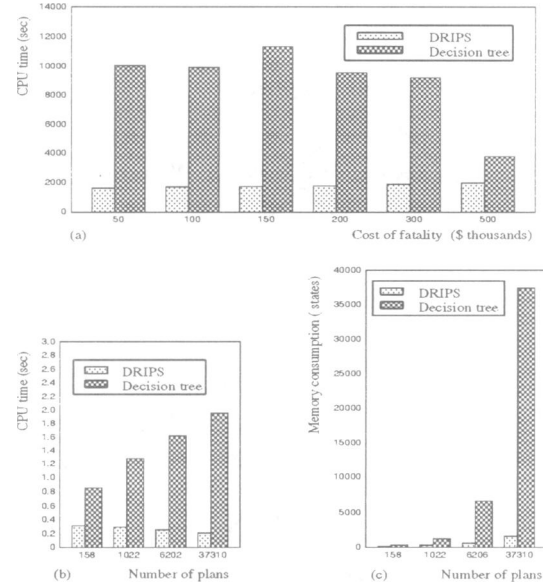 14000
12000
10000
8000
6000
4000
2000
0
CPU time (sec)
DRIPS
Decision tree
50 100 150 200 300 500
(a) Cost of fatality ($ thousands)
3.0
2.8
2.6
2.4
2.2
2.0
1.8
1.6
1.4
1.2
1.0
0.8
0.6
0.4
0.2
0
CPU time (sec)
DRIPS
Decision tree
158 1022 6202 37310
(b) Number of plans
40000
35000
30000
25000
20000
15000
10000
5000
0
Memory consumption ( states)
DRIPS
Decision tree
158 1022 6206 37310
(c) Number of plans